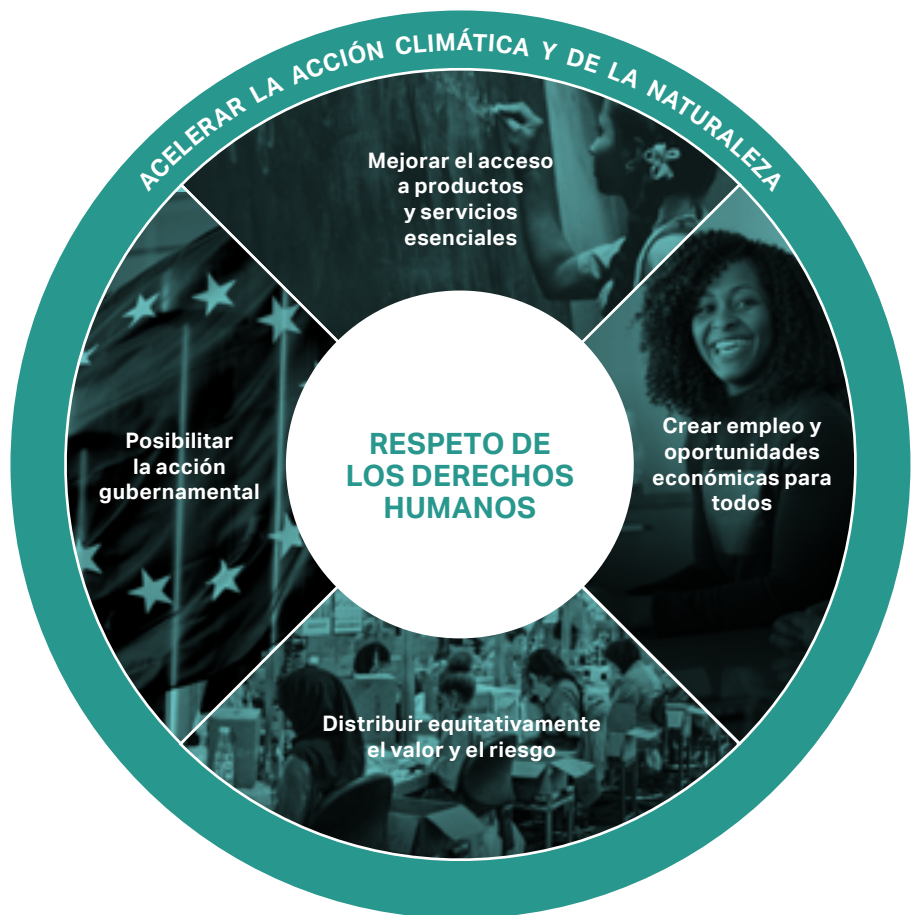 ACELERAR LA ACCIÓN CLIMÁTICA Y DE LA NATURALEZA
Mejorar el acceso
a productos
y servicios
esenciales
Posibilitar
la acción
gubernamental
RESPETO DE
LOS DERECHOS
HUMANOS
Crear empleo y
oportunidades
económicas para
todos
Distribuir equitativamente
el valor y el riesgo